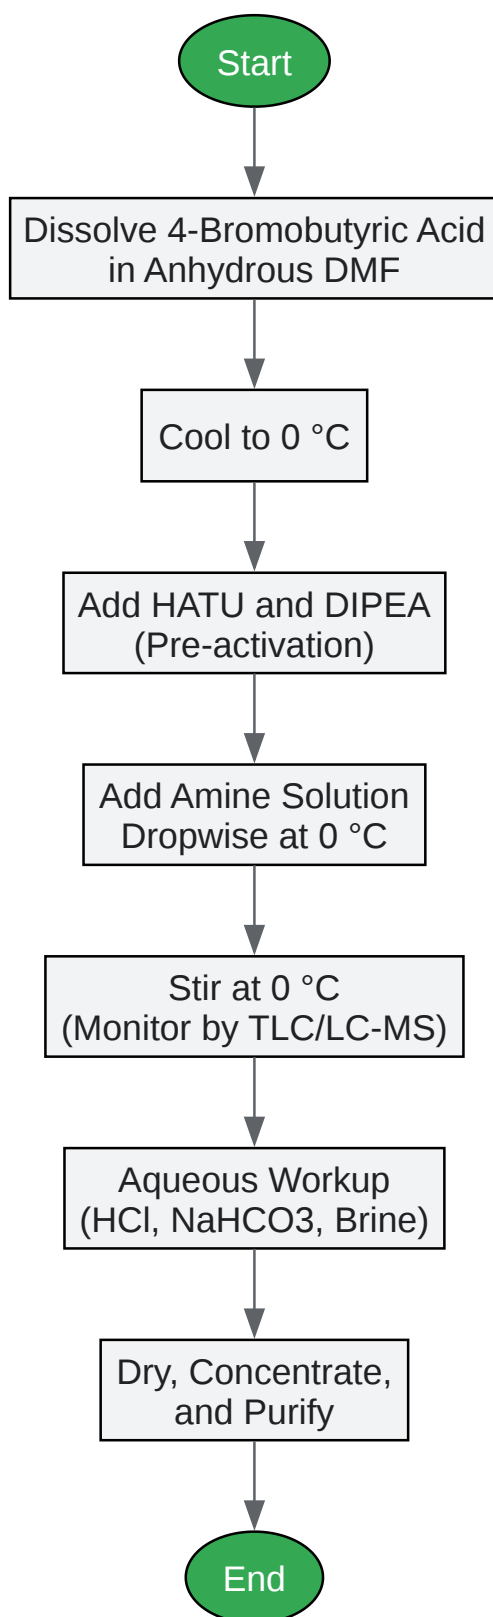 Start
Dissolve 4-Bromobutyric Acid
in Anhydrous DMF
Cool to 0 °C
Add HATU and DIPEA
(Pre-activation)
Add Amine Solution
Dropwise at 0 °C
Stir at 0 °C
(Monitor by TLC/LC-MS)
Aqueous Workup
(HCl, NaHCO3, Brine)
Dry, Concentrate,
and Purify
End